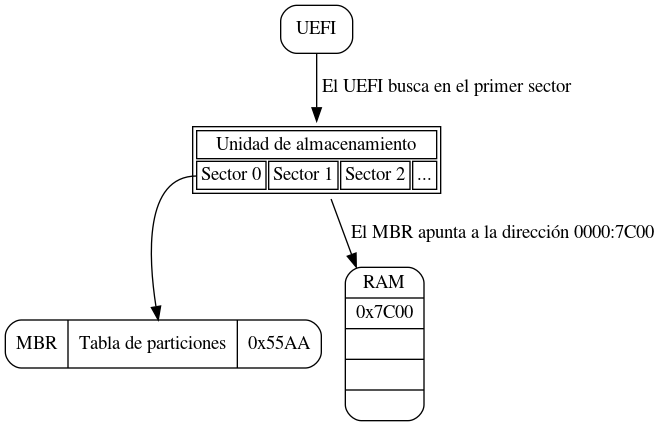 UEFI
El UEFI busca en el primer sector
Unidad de almacenamiento
Sector 0 Sector 1 Sector 2 ...
El MBR apunta a la dirección 0000:7C00
RAM
0x7C00
MBR Tabla de particiones 0x55AA